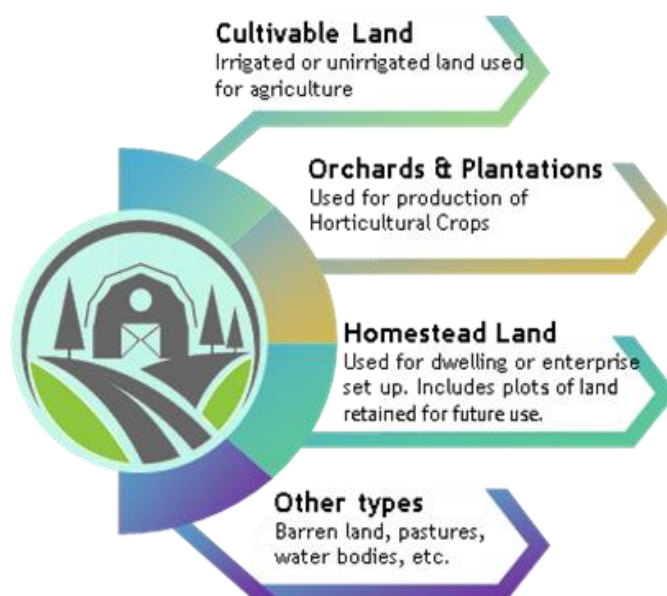 Cultivable Land
Irrigated or unirrigated land used
for agriculture
Orchards & Plantations
Used for production of
Horticultural Crops
Homestead Land
Used for dwelling or enterprise
set up. Includes plots of land
retained for future use.
Other types
Barren land, pastures,
water bodies, etc.